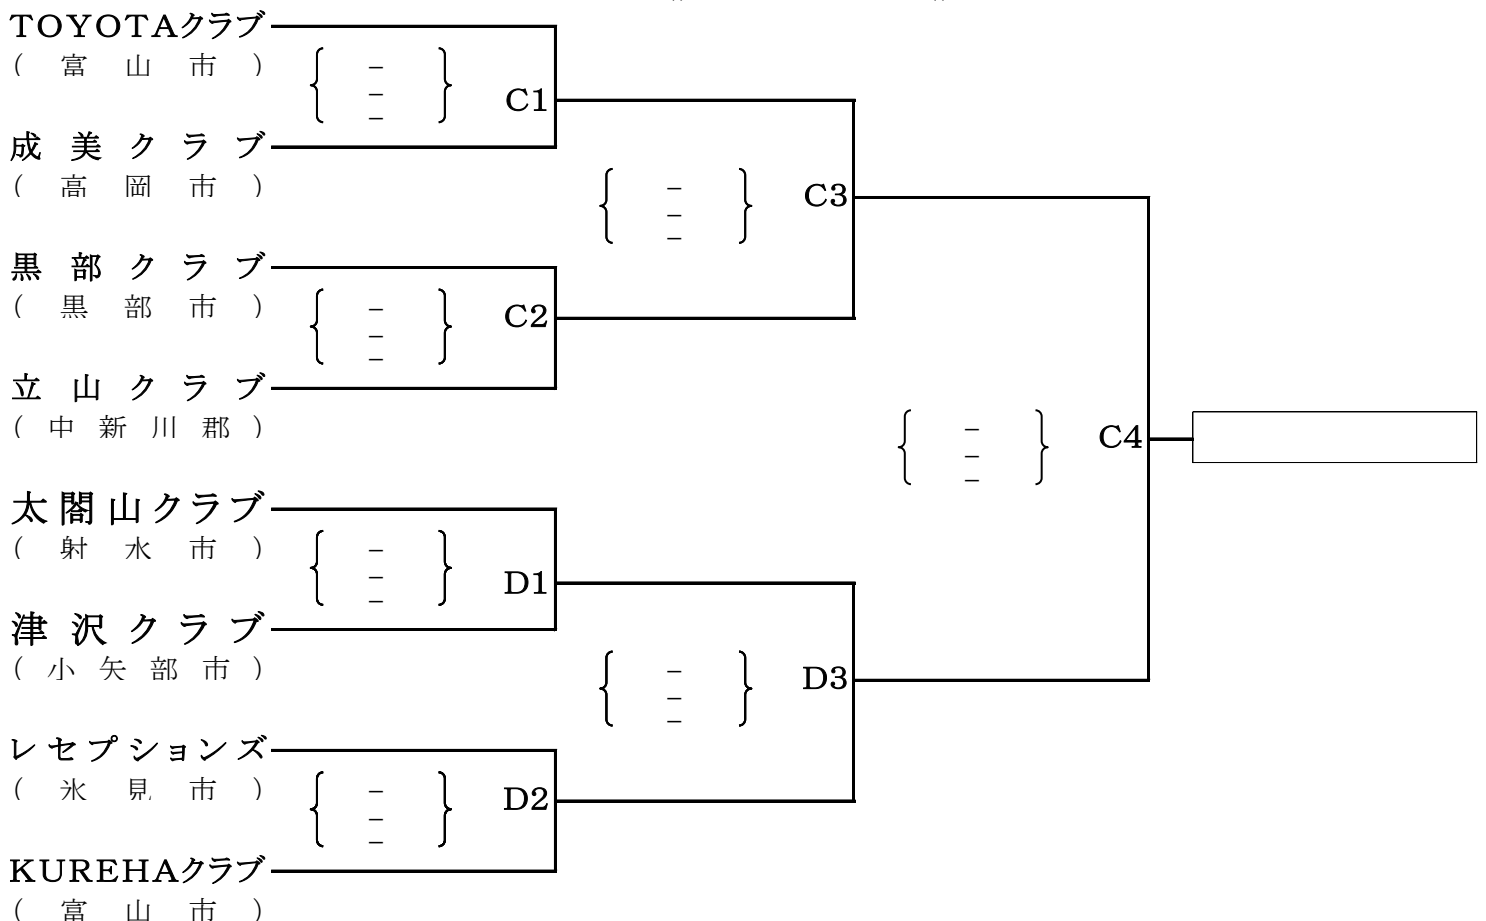 TOYOTAクラブ
(富山市)
{ - - - }
C1
成美クラブ
(高岡市)
{ - - - }
C3
黒部クラブ
(黒部市)
{ - - - }
C2
立山クラブ
(中新川郡)
{ - - - }
C4
太閤山クラブ
(射水市)
{ - - - }
D1
津沢クラブ
(小矢部市)
{ - - - }
D3
レセプションズ
(氷見市)
{ - - - }
D2
KUREHAクラブ
(富山市)